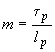 m = τ_p / l_p